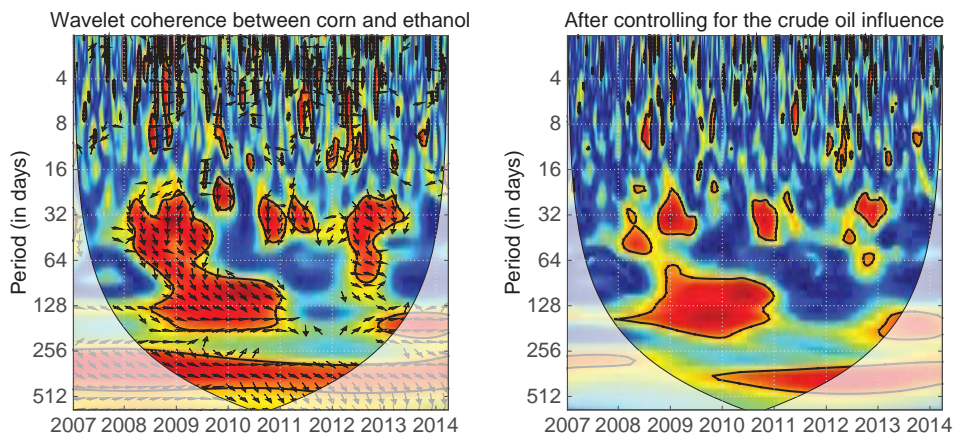 Wavelet coherence between corn and ethanol
Period (in days)
4
8
16
32
64
128
256
512
2007 2008 2009 2010 2011 2012 2013 2014
After controlling for the crude oil influence
Period (in days)
4
8
16
32
64
128
256
512
2007 2008 2009 2010 2011 2012 2013 2014